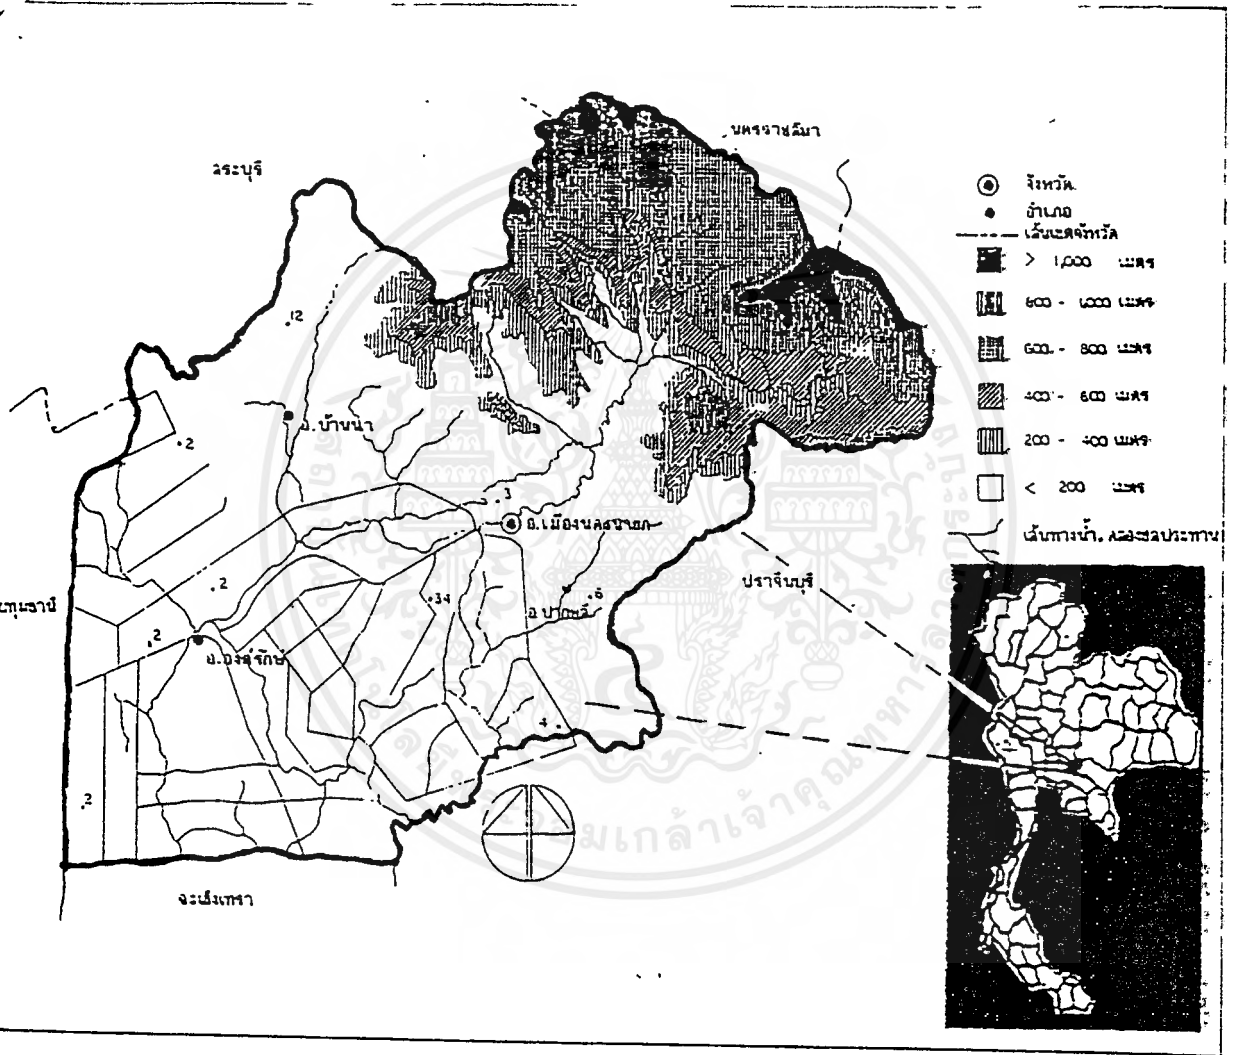 นครราชสีมา
สระบุรี
จังหวัด
อำเภอ
เส้นเขตจังหวัด
> 1,000 เมตร
800 - 1,000 เมตร
600 - 800 เมตร
400 - 600 เมตร
200 - 400 เมตร
< 200 เมตร
เส้นทางน้ำ, คลองชลประทาน
12
อ.บ้านนา
2
3
อ.เมืองนครนายก
ปราจีนบุรี
2
6
34
อ.ปากพลี
ปทุมธานี
2
อ.องครักษ์
4
2
ฉะเชิงเทรา